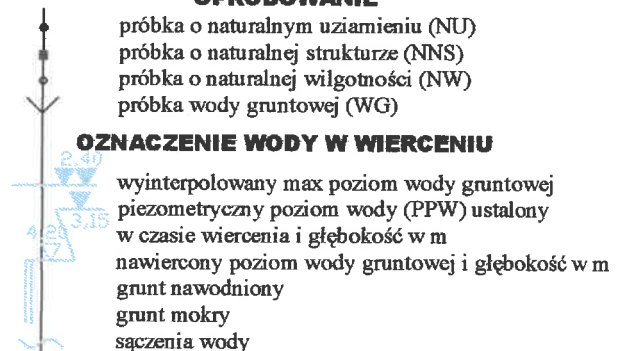 OPRÓBOWANIE
próbka o naturalnym uziarnieniu (NU)
próbka o naturalnej strukturze (NNS)
próbka o naturalnej wilgotności (NW)
próbka wody gruntowej (WG)
OZNACZENIE WODY W WIERCENIU
2,40
wyinterpolowany max poziom wody gruntowej
piezometryczny poziom wody (PPW) ustalony
3,15
w czasie wiercenia i głębokość w m
nawiercony poziom wody gruntowej i głębokość w m
grunt nawodniony
grunt mokry
sączenia wody